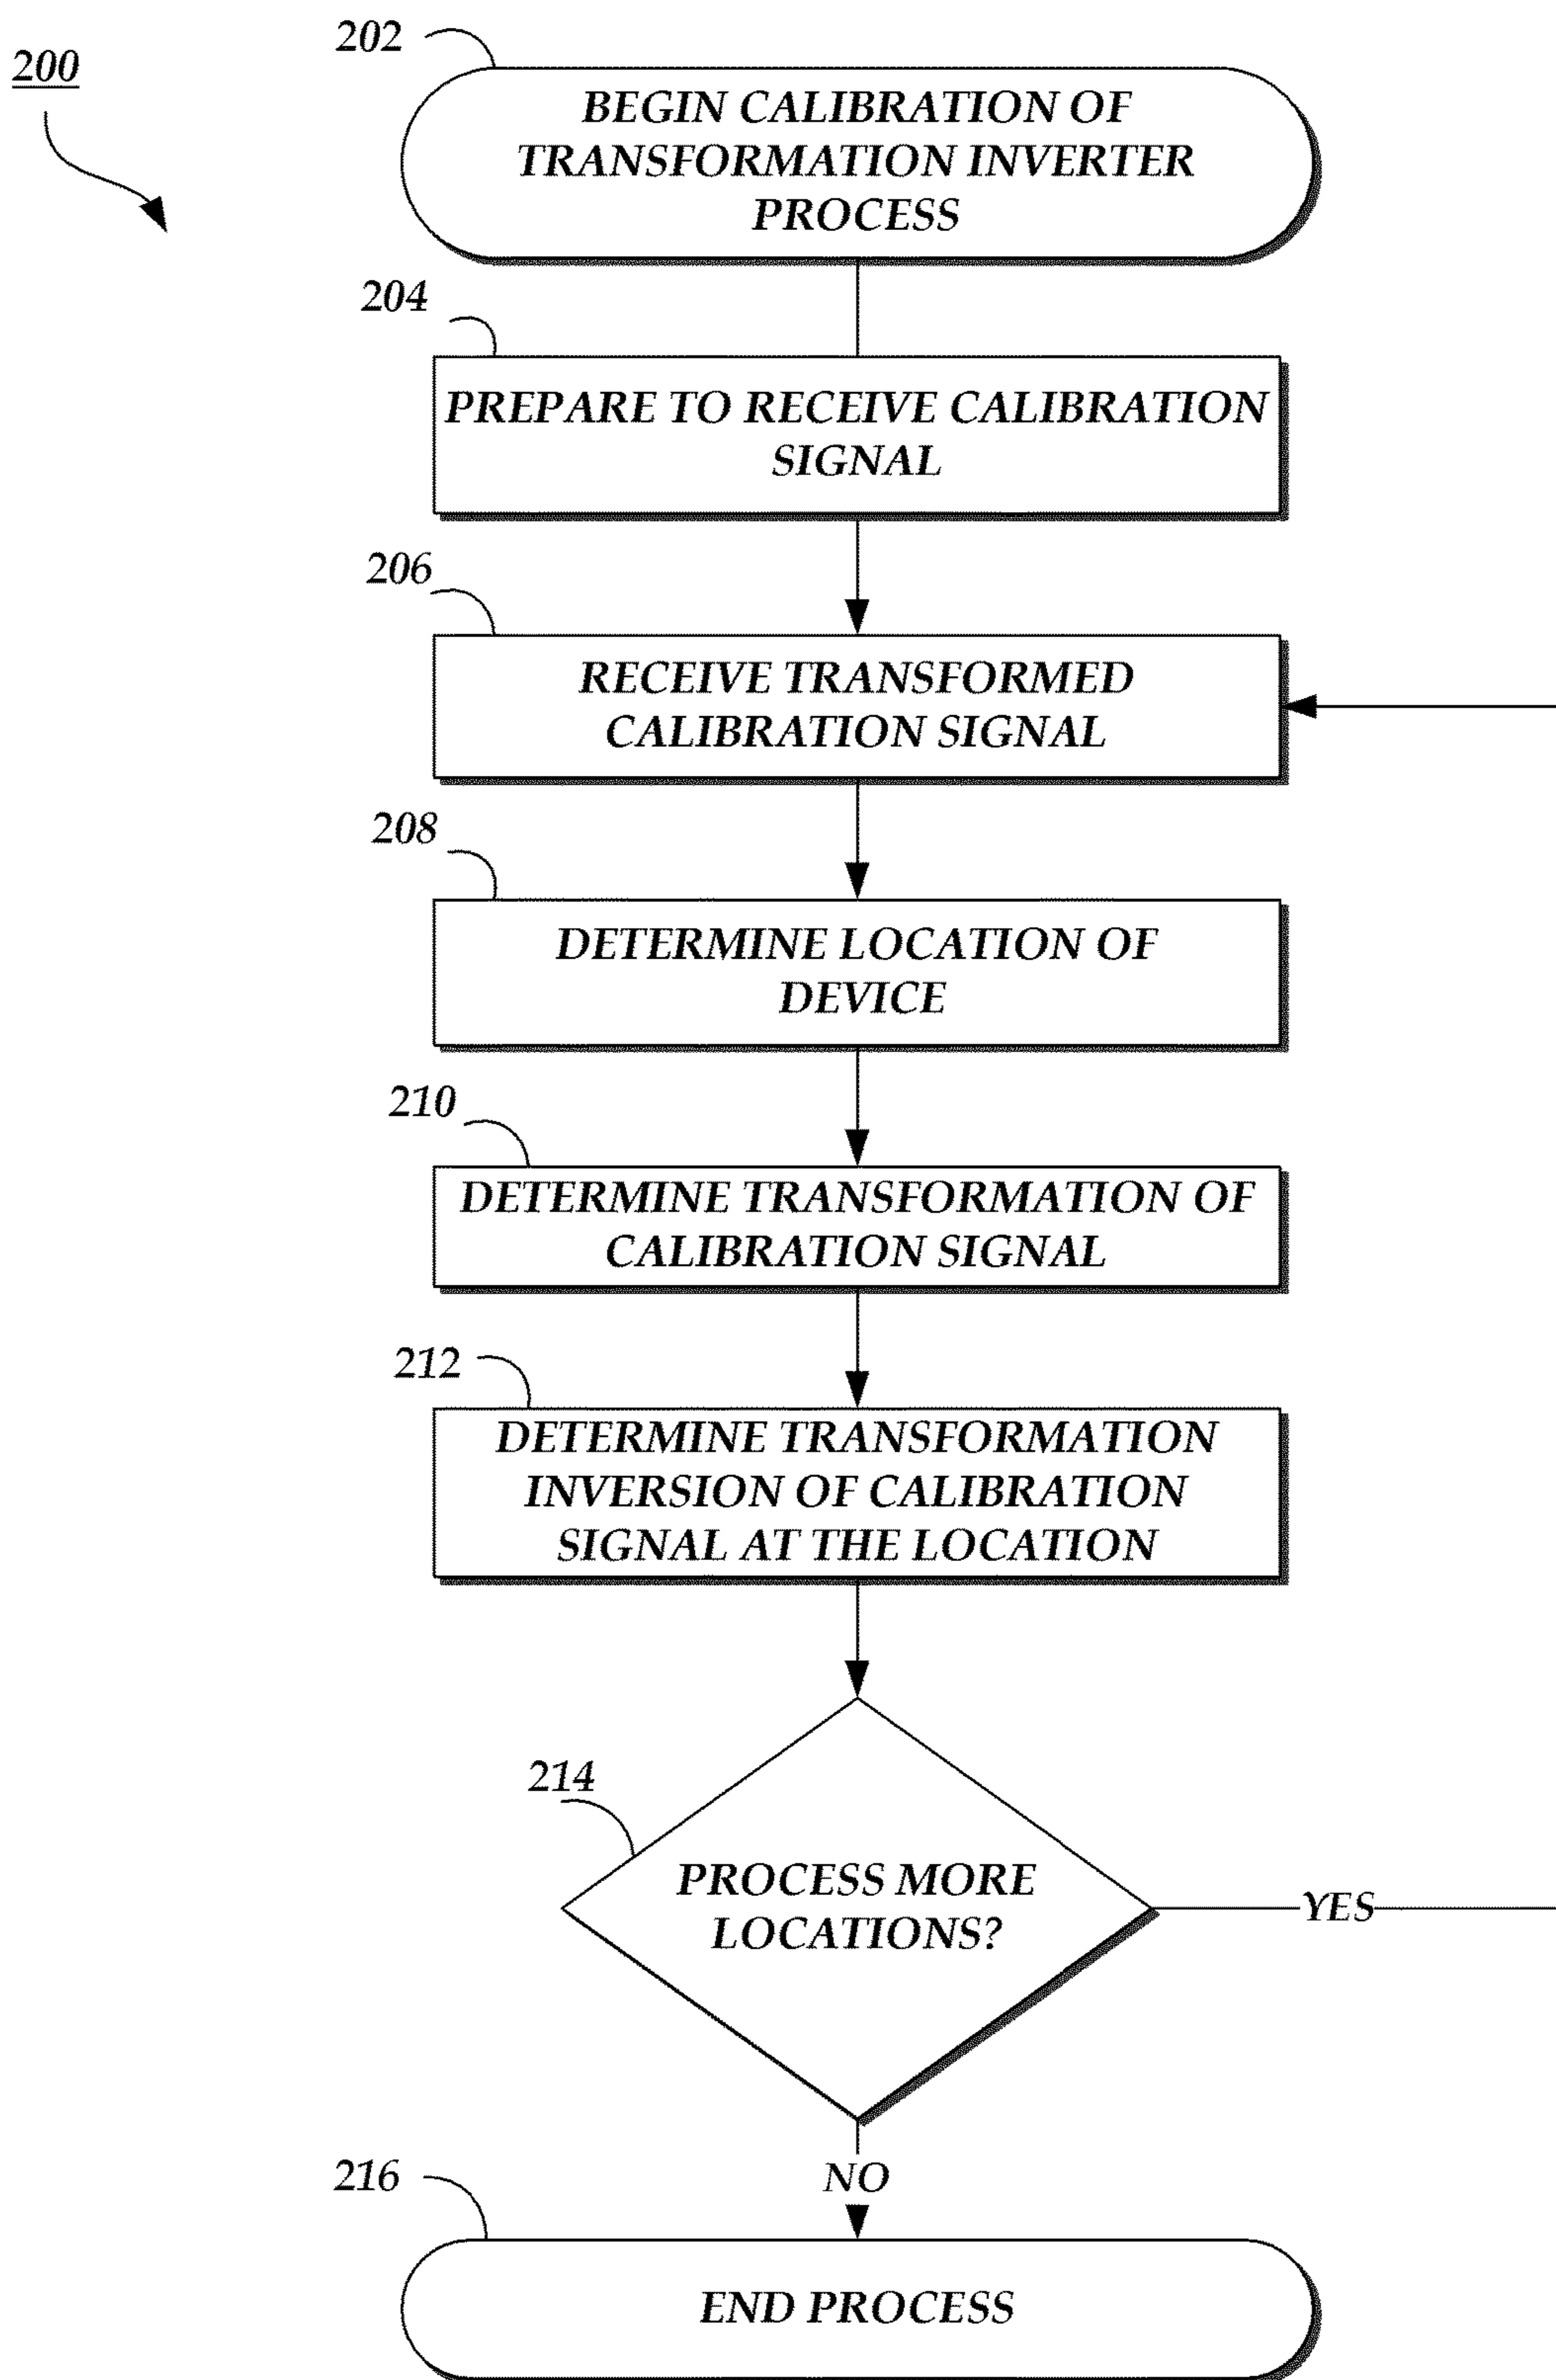 200
202
BEGIN CALIBRATION OF
TRANSFORMATION INVERTER
PROCESS
204
PREPARE TO RECEIVE CALIBRATION
SIGNAL
206
RECEIVE TRANSFORMED
CALIBRATION SIGNAL
208
DETERMINE LOCATION OF
DEVICE
210
DETERMINE TRANSFORMATION OF
CALIBRATION SIGNAL
212
DETERMINE TRANSFORMATION
INVERSION OF CALIBRATION
SIGNAL AT THE LOCATION
214
PROCESS MORE
LOCATIONS?
YES
NO
216
END PROCESS